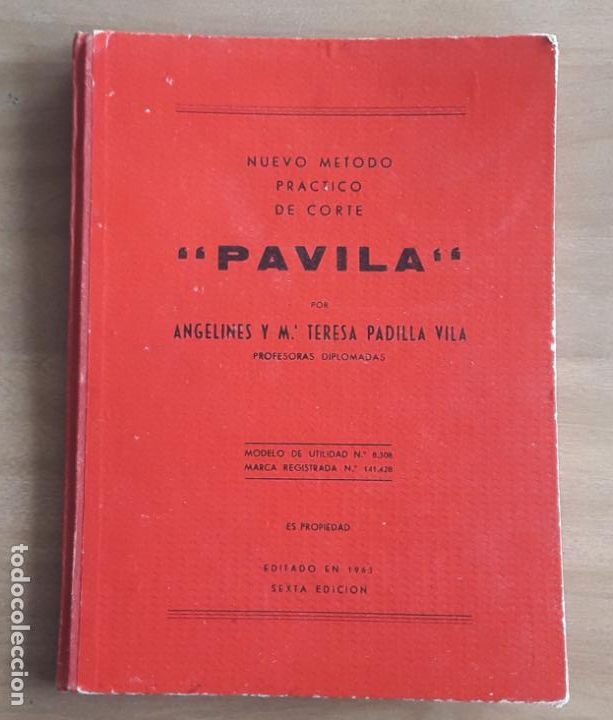 NUEVO METODO
PRACTICO
DE CORTE
"PAVILA"
POR
ANGELINES Y M.ª TERESA PADILLA VILA
PROFESORAS DIPLOMADAS
MODELO DE UTILIDAD N.º 8.308
MARCA REGISTRADA N.º 141.428
ES PROPIEDAD
EDITADO EN 1963
SEXTA EDICION
todocoleccion